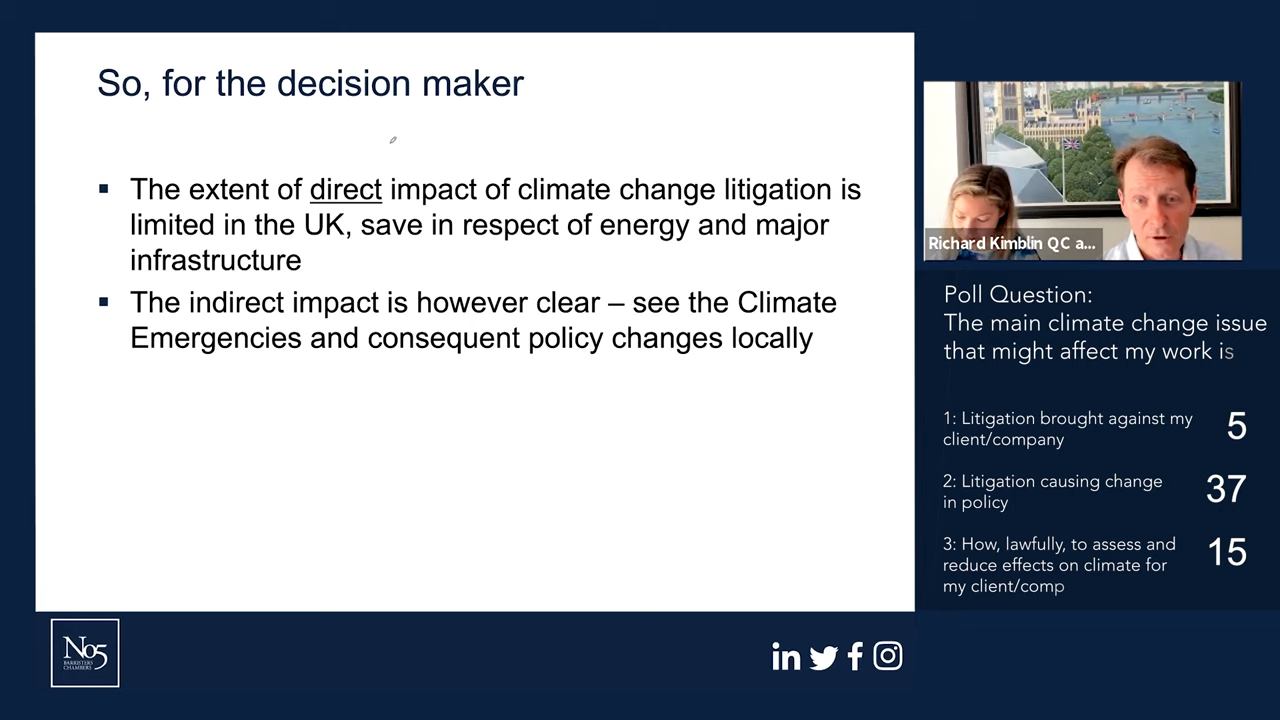 So, for the decision maker
▪ The extent of direct impact of climate change litigation is
limited in the UK, save in respect of energy and major
infrastructure
▪ The indirect impact is however clear – see the Climate
Emergencies and consequent policy changes locally
Richard Kimblin QC a...
Poll Question:
The main climate change issue
that might affect my work is
1: Litigation brought against my
client/company
5
2: Litigation causing change
in policy
37
3: How, lawfully, to assess and
reduce effects on climate for
my client/comp
15
No5
BARRISTERS
CHAMBERS
in